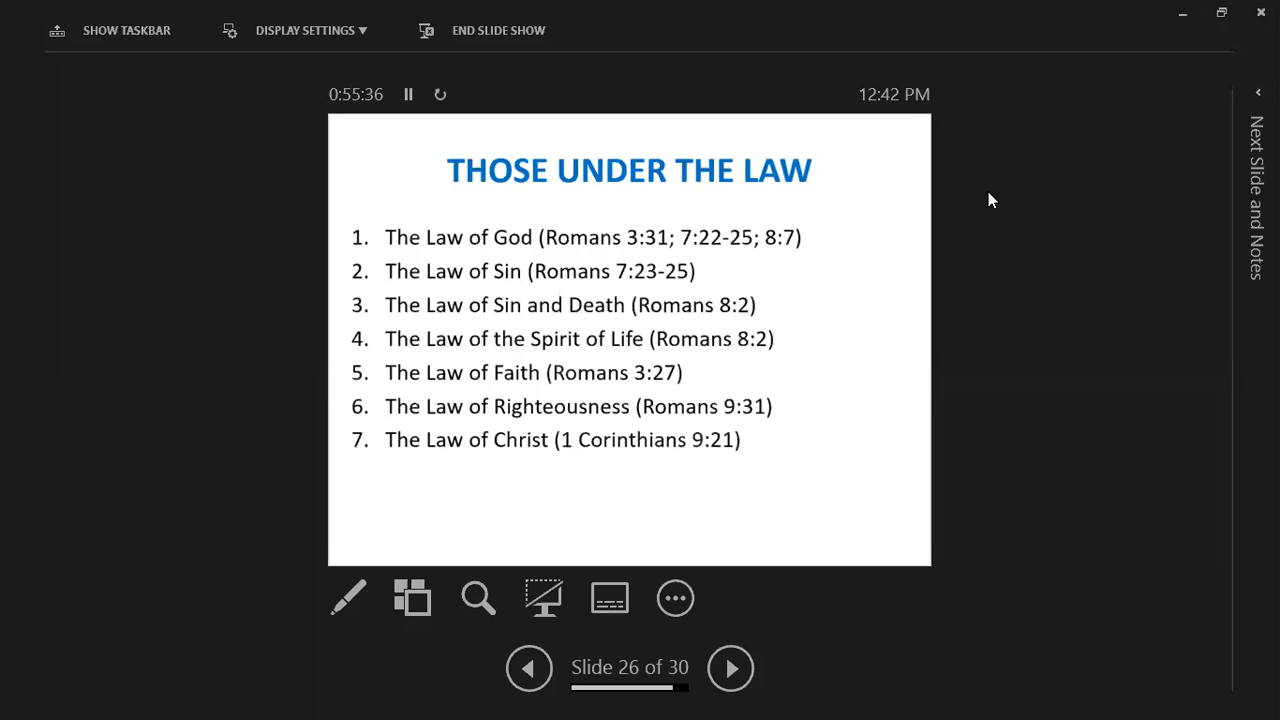 SHOW TASKBAR DISPLAY SETTINGS ▼ END SLIDE SHOW
0:55:36 12:42 PM
THOSE UNDER THE LAW
1. The Law of God (Romans 3:31; 7:22-25; 8:7)
2. The Law of Sin (Romans 7:23-25)
3. The Law of Sin and Death (Romans 8:2)
4. The Law of the Spirit of Life (Romans 8:2)
5. The Law of Faith (Romans 3:27)
6. The Law of Righteousness (Romans 9:31)
7. The Law of Christ (1 Corinthians 9:21)
Slide 26 of 30
Next Slide and Notes